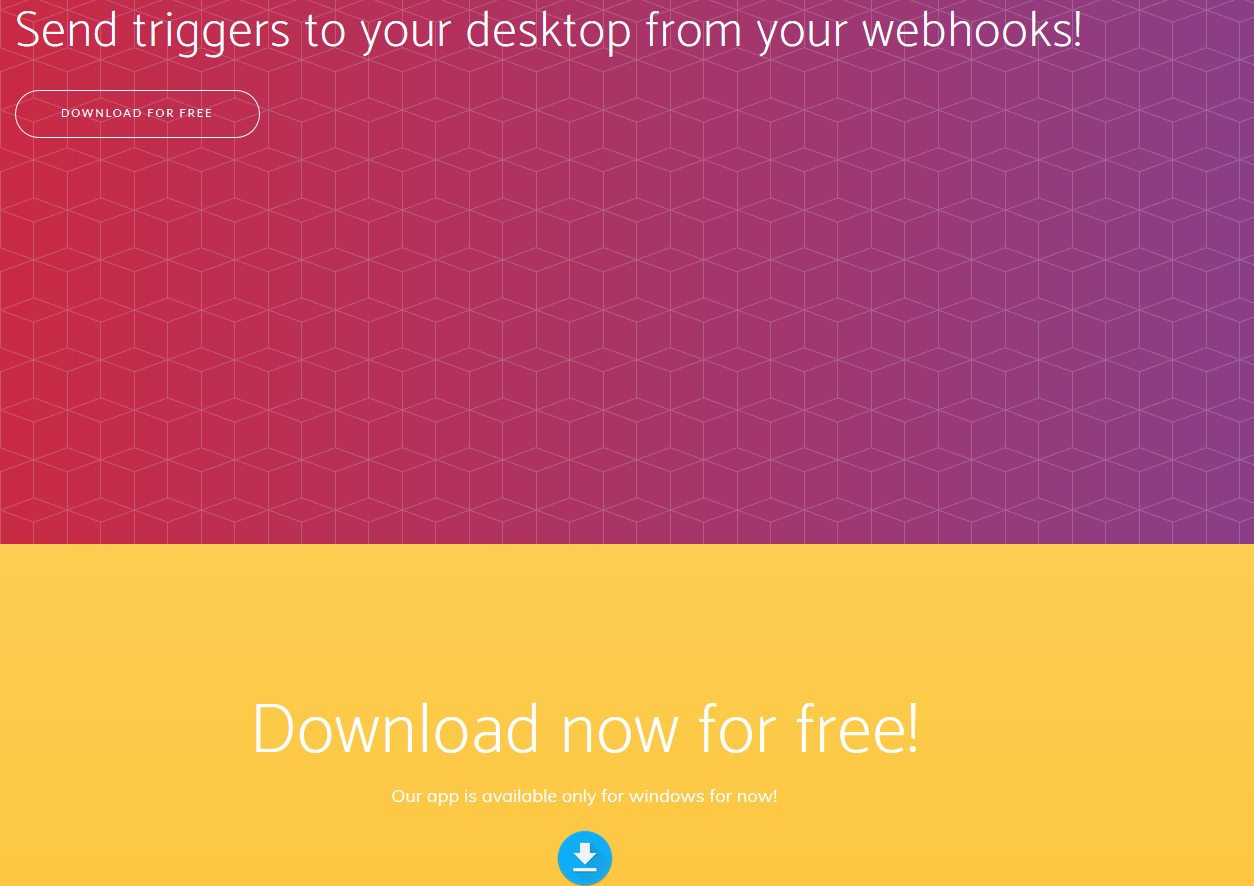 Send triggers to your desktop from your webhooks!
DOWNLOAD FOR FREE
Download now for free!
Our app is available only for windows for now!